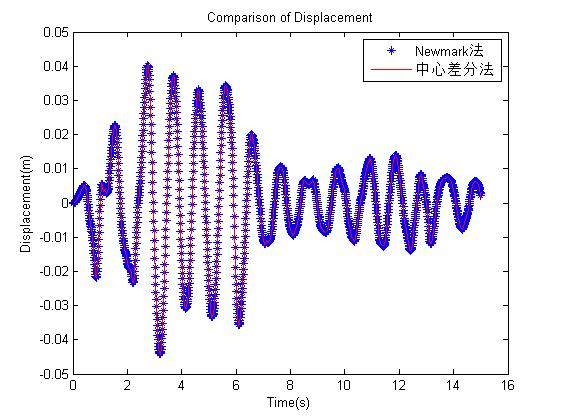 Comparison of Displacement
Newmark法
中心差分法
Displacement(m)
0.05
0.04
0.03
0.02
0.01
0
-0.01
-0.02
-0.03
-0.04
-0.05
0 2 4 6 8 10 12 14 16
Time(s)